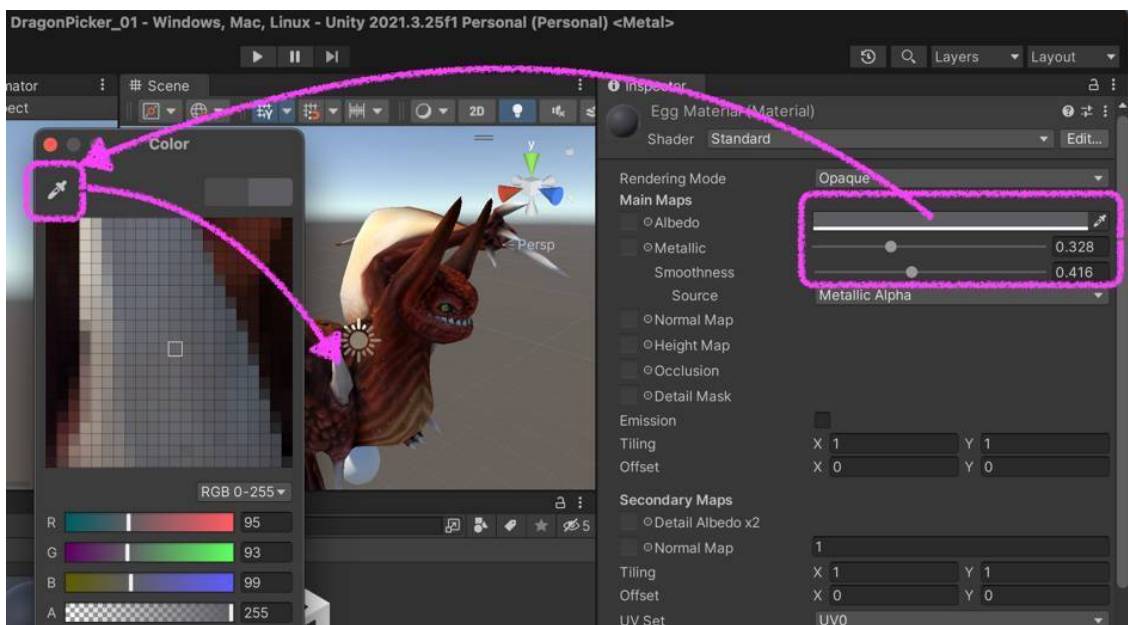 DragonPicker_01 - Windows, Mac, Linux - Unity 2021.3.25f1 Personal (Personal) <Metal>
Layers
Layout
nator
# Scene
Inspector
ect
2D
Egg Material (Material)
Shader Standard
Edit...
Color
y
Persp
Rendering Mode Opaque
Main Maps
Albedo
Metallic 0.328
Smoothness 0.416
Source Metallic Alpha
Normal Map
Height Map
Occlusion
Detail Mask
Emission
Tiling X 1 Y 1
Offset X 0 Y 0
Secondary Maps
Detail Albedo x2
Normal Map 1
Tiling X 1 Y 1
Offset X 0 Y 0
UV Set UV0
RGB 0-255
R 95
G 93
B 99
A 255
5